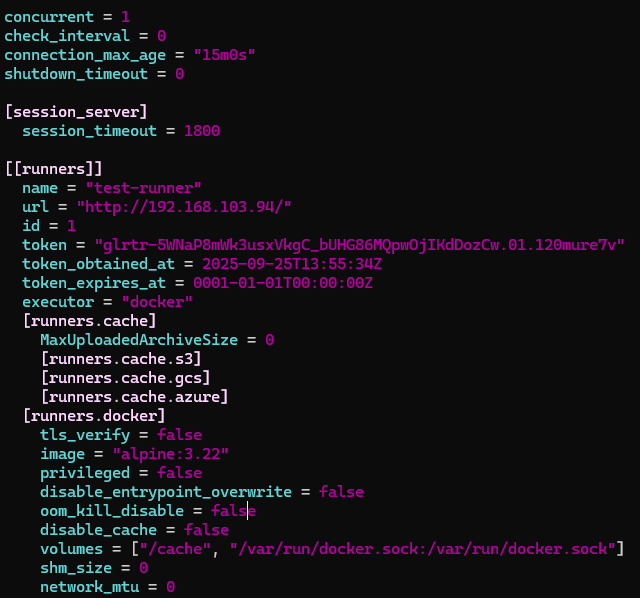 concurrent = 1
check_interval = 0
connection_max_age = "15m0s"
shutdown_timeout = 0
[session_server]
session_timeout = 1800
[[runners]]
name = "test-runner"
url = "http://192.168.103.94/"
id = 1
token = "glrtr-5WNaP8mWk3usxVkgC_bUHG86MQpwOjIKdDozCw.01.120mure7v"
token_obtained_at = 2025-09-25T13:55:34Z
token_expires_at = 0001-01-01T00:00:00Z
executor = "docker"
[runners.cache]
MaxUploadedArchiveSize = 0
[runners.cache.s3]
[runners.cache.gcs]
[runners.cache.azure]
[runners.docker]
tls_verify = false
image = "alpine:3.22"
privileged = false
disable_entrypoint_overwrite = false
oom_kill_disable = false
disable_cache = false
volumes = ["/cache", "/var/run/docker.sock:/var/run/docker.sock"]
shm_size = 0
network_mtu = 0